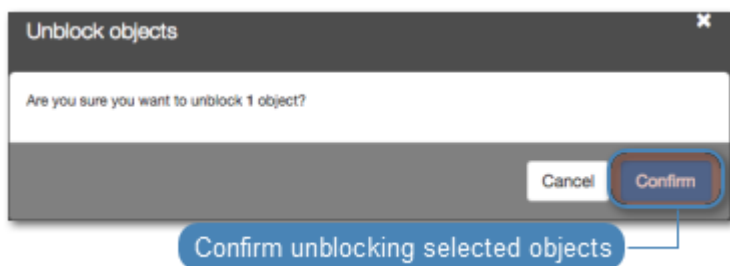 Unblock objects
Are you sure you want to unblock 1 object?
Cancel Confirm
Confirm unblocking selected objects